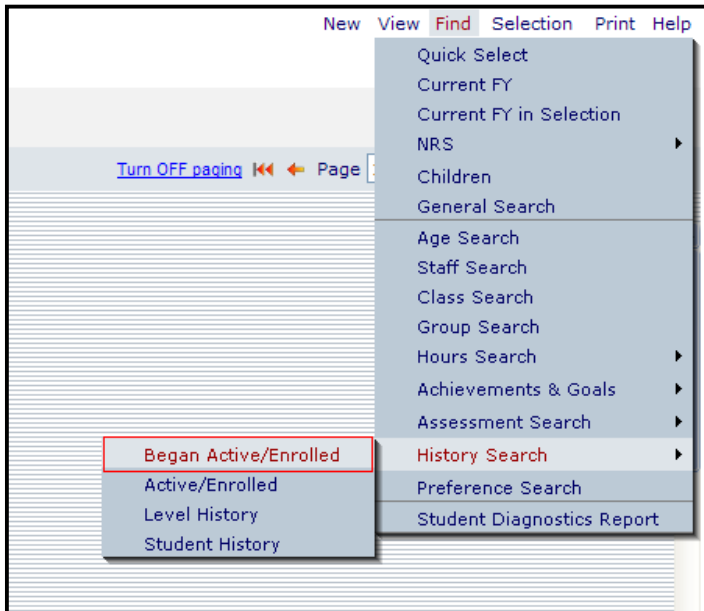 New View Find Selection Print Help
Quick Select
Current FY
Current FY in Selection
NRS
Turn OFF paging Page
Children
General Search
Age Search
Staff Search
Class Search
Group Search
Hours Search
Achievements & Goals
Assessment Search
History Search
Began Active/Enrolled
Active/Enrolled
Level History
Student History
Preference Search
Student Diagnostics Report